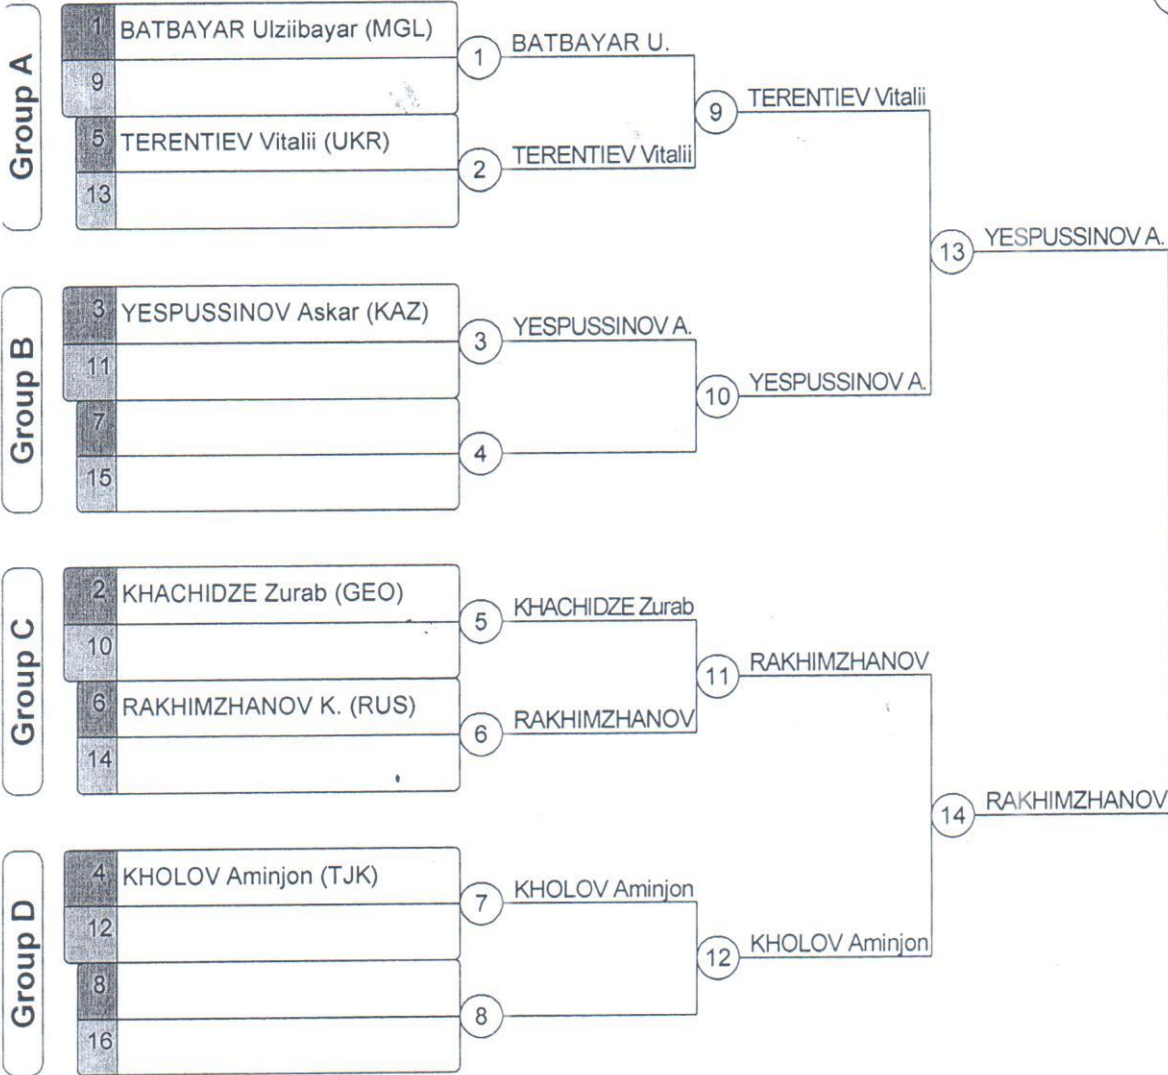 Group A
1 BATBAYAR Ulziibayar (MGL)
9
5 TERENTIEV Vitalii (UKR)
13
1 BATBAYAR U.
2 TERENTIEV Vitalii
9 TERENTIEV Vitalii
Group B
3 YESPUSSINOV Askar (KAZ)
11
7
15
3 YESPUSSINOV A.
4
10 YESPUSSINOV A.
13 YESPUSSINOV A.
Group C
2 KHACHIDZE Zurab (GEO)
10
6 RAKHIMZHANOV K. (RUS)
14
5 KHACHIDZE Zurab
6 RAKHIMZHANOV
11 RAKHIMZHANOV
Group D
4 KHOLOV Aminjon (TJK)
12
8
16
7 KHOLOV Aminjon
8
12 KHOLOV Aminjon
14 RAKHIMZHANOV